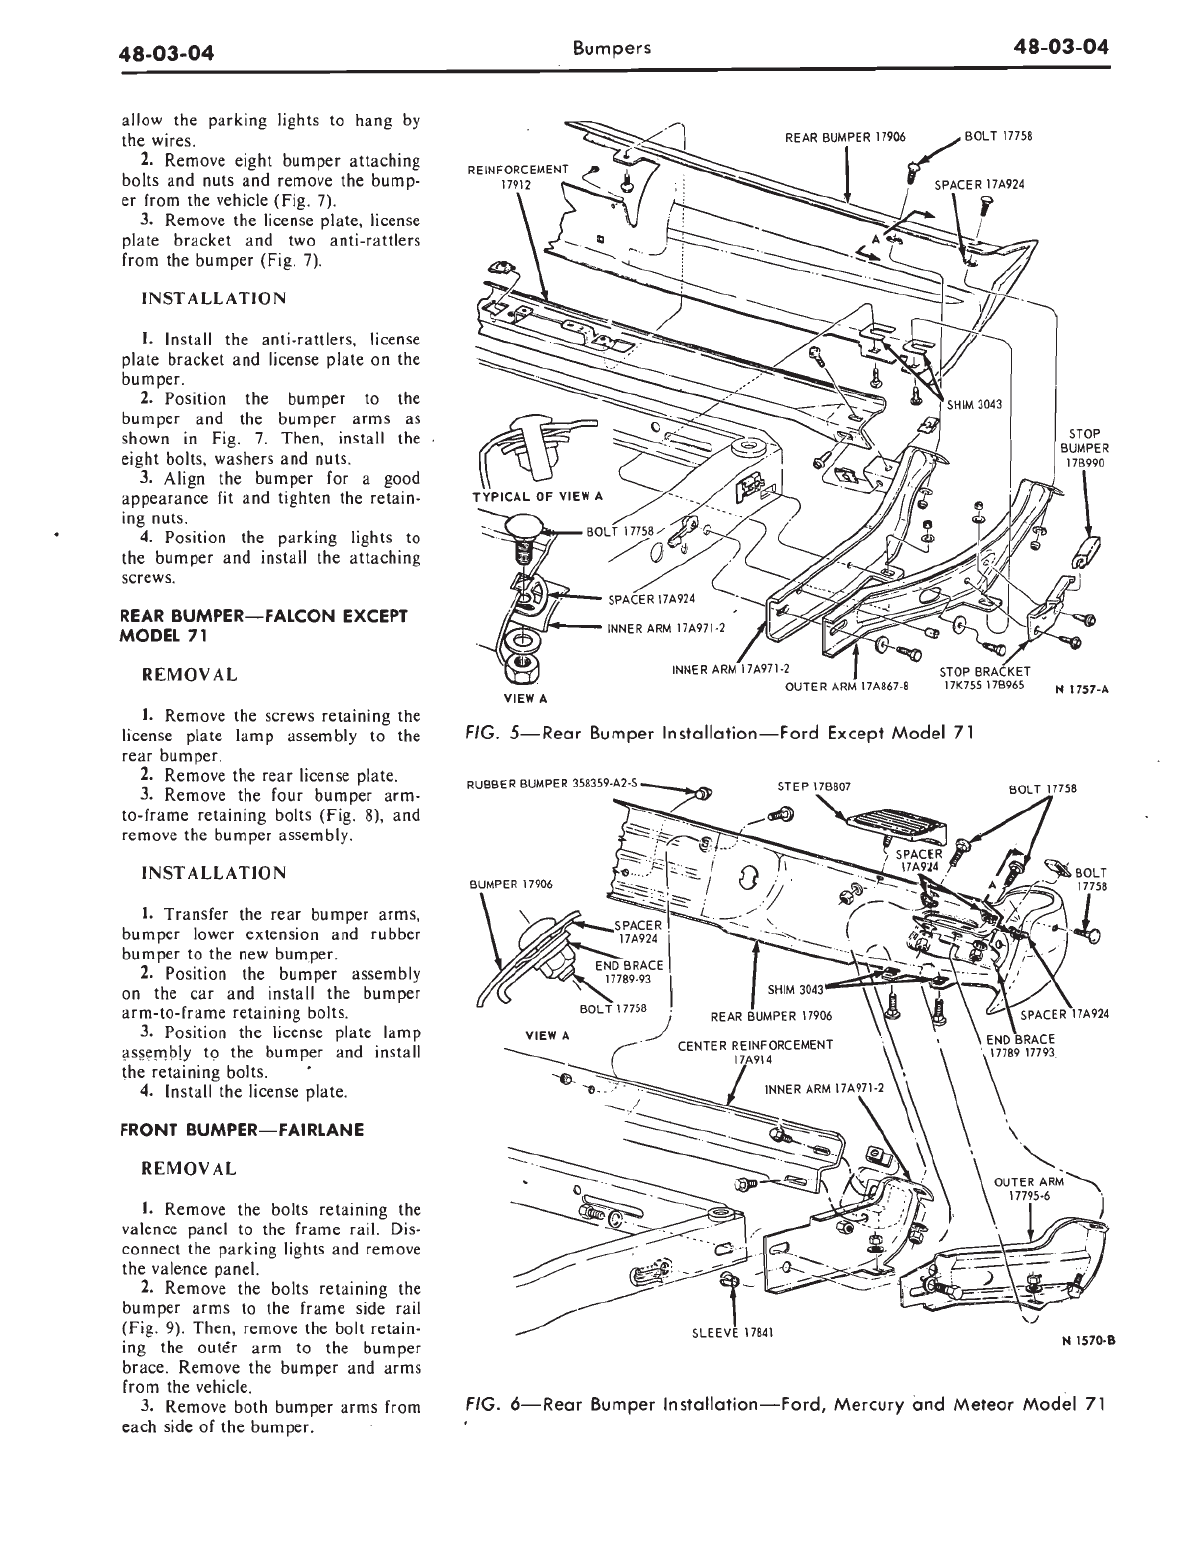 48-03-04
Bumpers
48-03-04
allow the parking lights to hang by
the wires.
2. Remove eight bumper attaching
bolts and nuts and remove the bump-
er from the vehicle (Fig. 7).
3. Remove the license plate, license
plate bracket and two anti-rattlers
from the bumper (Fig. 7).
INSTALLATION
1. Install the anti-rattlers, license
plate bracket and license plate on the
bumper.
2. Position the bumper to the
bumper and the bumper arms as
shown in Fig. 7. Then, install the
eight bolts, washers and nuts.
3. Align the bumper for a good
appearance fit and tighten the retain-
ing nuts.
4. Position the parking lights to
the bumper and install the attaching
screws.
REAR BUMPER—FALCON EXCEPT
MODEL 71
REMOVAL
1. Remove the screws retaining the
license plate lamp assembly to the
rear bumper.
2. Remove the rear license plate.
3. Remove the four bumper arm-
to-frame retaining bolts (Fig. 8), and
remove the bumper assembly.
INSTALLATION
1. Transfer the rear bumper arms,
bumper lower extension and rubber
bumper to the new bumper.
2. Position the bumper assembly
on the car and install the bumper
arm-to-frame retaining bolts.
3. Position the license plate lamp
assembly to the bumper and install
the retaining bolts.
4. Install the license plate.
FRONT BUMPER—FAIRLANE
REMOVAL
1. Remove the bolts retaining the
valence panel to the frame rail. Dis-
connect the parking lights and remove
the valence panel.
2. Remove the bolts retaining the
bumper arms to the frame side rail
(Fig. 9). Then, remove the bolt retain-
ing the outer arm to the bumper
brace. Remove the bumper and arms
from the vehicle.
3. Remove both bumper arms from
each side of the bumper.
REAR BUMPER 17906
BOLT 17758
REINFORCEMENT
17912
SPACER 17A924
A
SHIM 3043
STOP
BUMPER
17B990
TYPICAL OF VIEW A
BOLT 17758
SPACER 17A924
INNER ARM 17A971-2
INNER ARM 17A971-2
OUTER ARM 17A867-8
STOP BRACKET
17K755 17B965
N 1757-A
VIEW A
FIG. 5—Rear Bumper Installation—Ford Except Model 71
RUBBER BUMPER 358359-A2-S
STEP 17B807
BOLT 17758
SPACER
17A924
A
BOLT
17758
BUMPER 17906
SPACER
17A924
END BRACE
17789-93
BOLT 17758
VIEW A
SHIM 3043
REAR BUMPER 17906
SPACER 17A924
END BRACE
17789 17793
CENTER REINFORCEMENT
17A914
INNER ARM 17A971-2
OUTER ARM
17795-6
SLEEVE 17841
N 1570-B
FIG. 6—Rear Bumper Installation—Ford, Mercury and Meteor Model 71